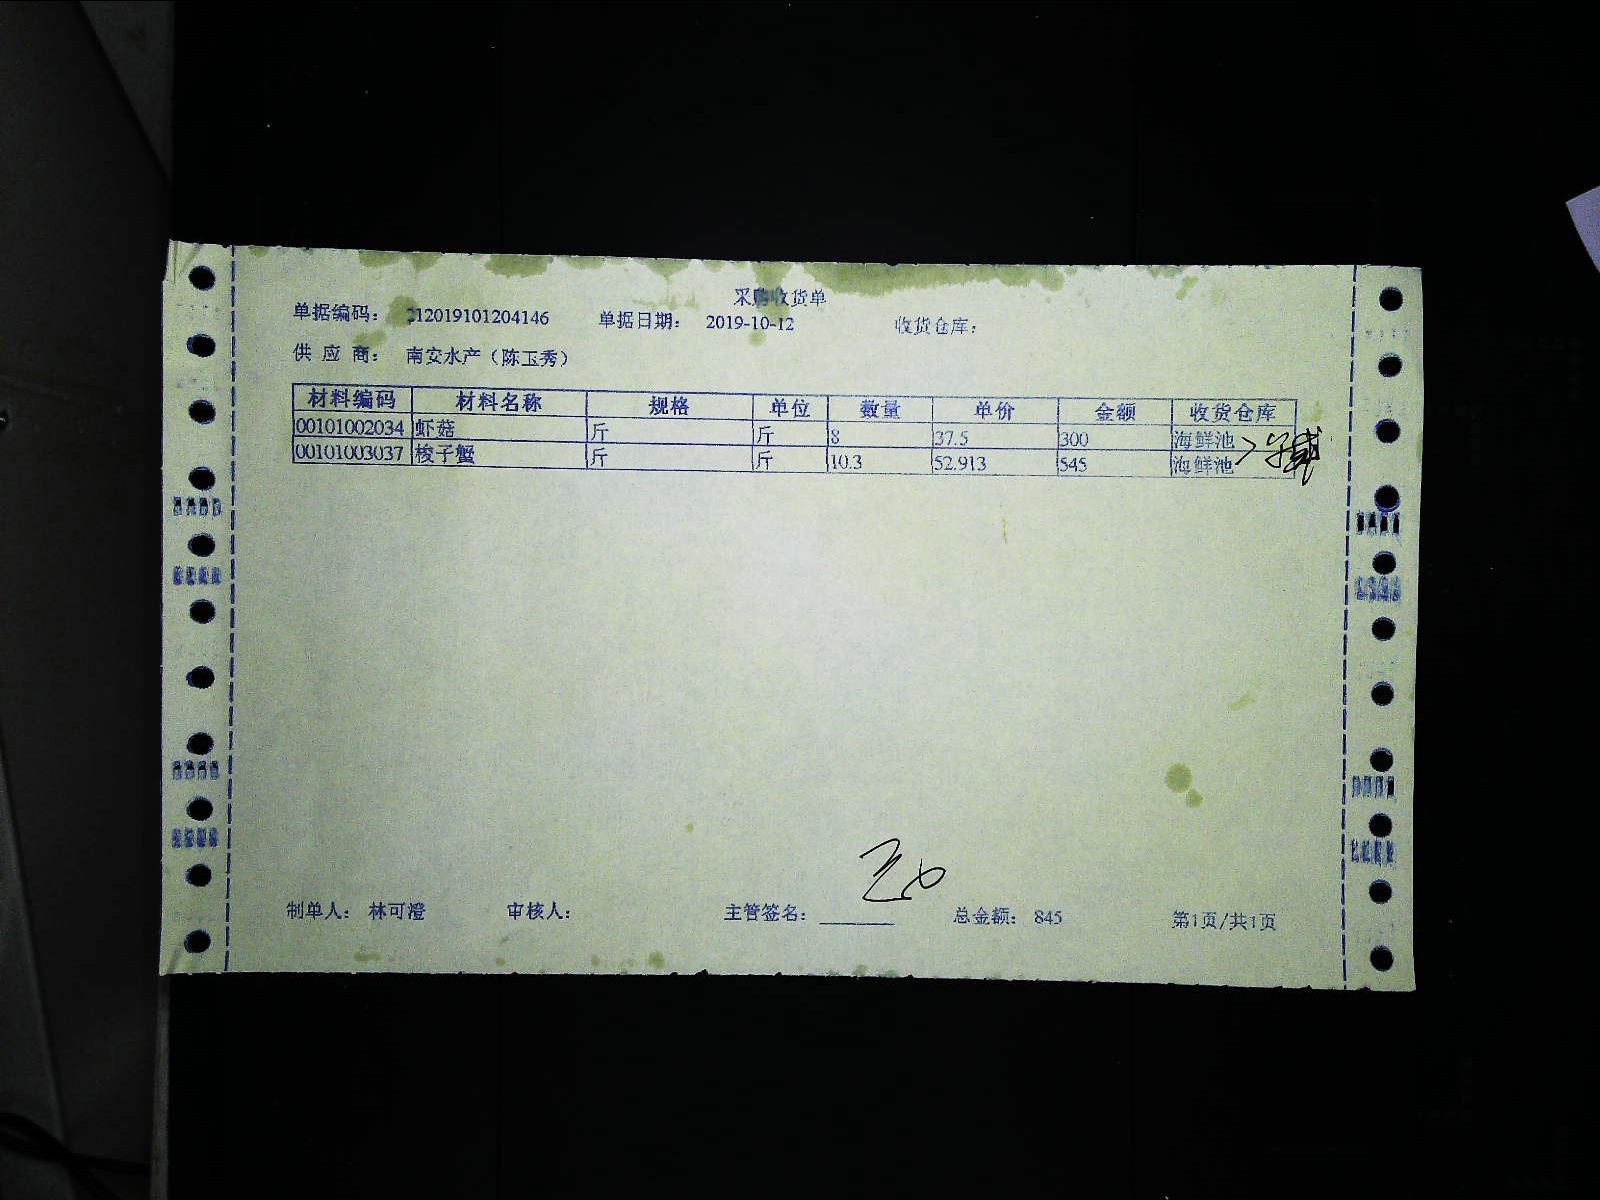 采购收货单
单据编码： 212019101204146 单据日期： 2019-10-12 收货仓库：
供 应 商： 南安水产（陈玉秀）
材料编码 材料名称 规格 单位 数量 单价 金额 收货仓库
00101002034 虾菇 斤 斤 8 37.5 300 海鲜池
00101003037 梭子蟹 斤 斤 10.3 52.913 545 海鲜池
制单人： 林可澄 审核人： 主管签名： 总金额： 845 第1页/共1页